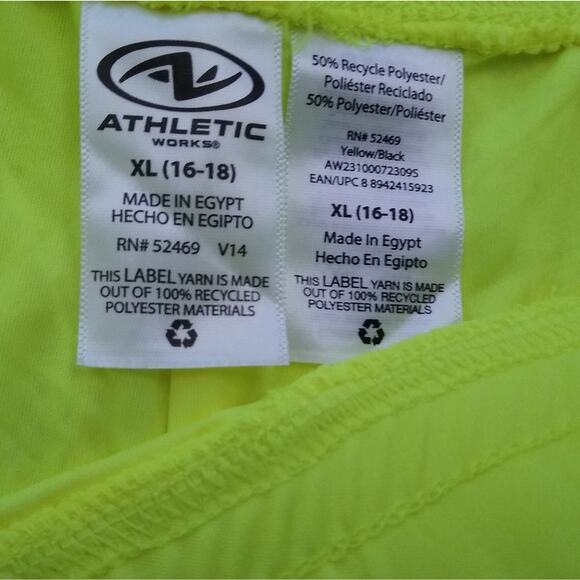 ATHLETIC
WORKS®
XL (16-18)
MADE IN EGYPT
HECHO EN EGIPTO
RN# 52469 V14
THIS LABEL YARN IS MADE
OUT OF 100% RECYCLED
POLYESTER MATERIALS
50% Recycle Polyester/
Poliéster Reciclado
50% Polyester/Poliéster
RN# 52469
Yellow/Black
AW23100072309S
EAN/UPC 8 8942415923
XL (16-18)
Made in Egypt
Hecho En Egipto
THIS LABEL YARN IS MADE
OUT OF 100% RECYCLED
POLYESTER MATERIALS